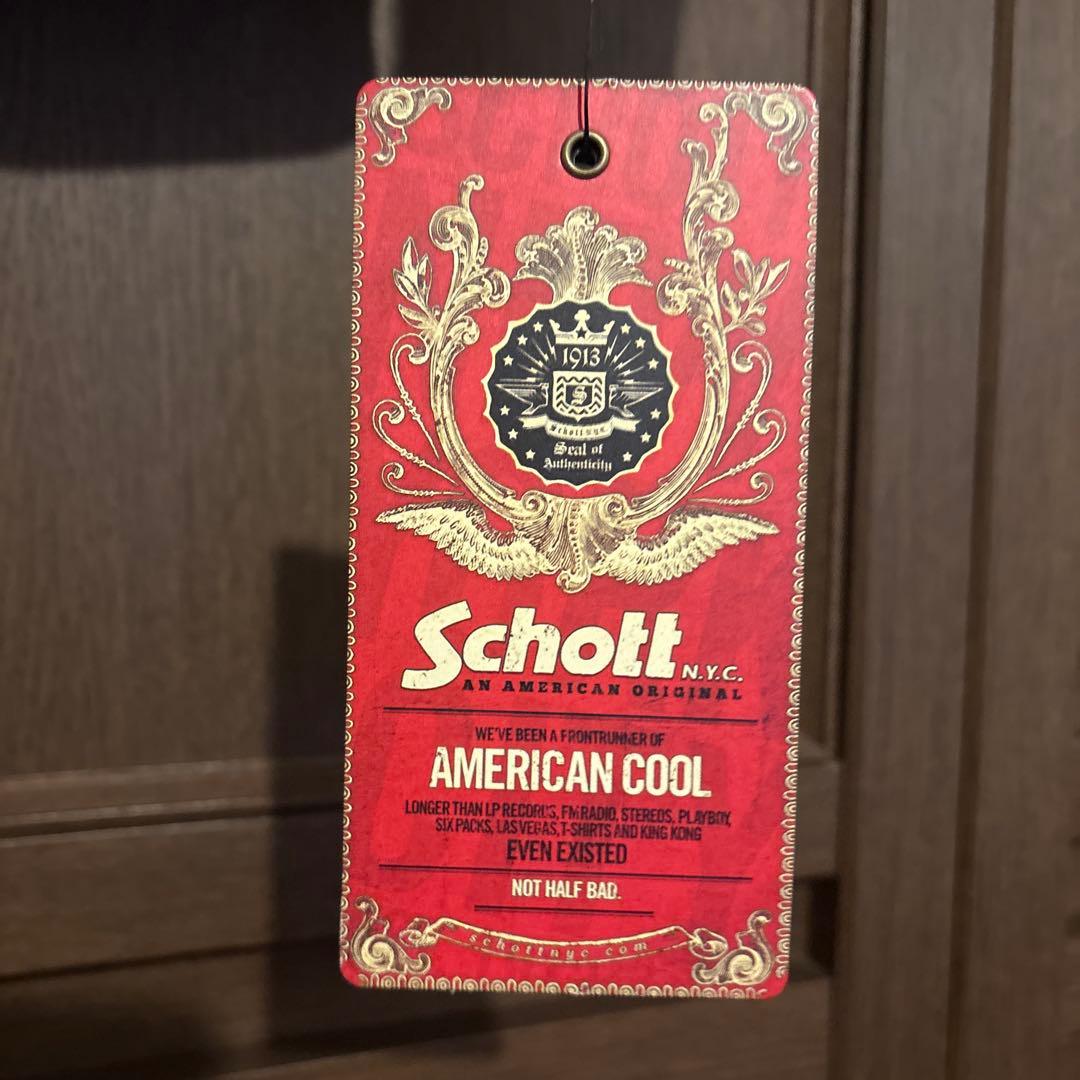 1913
S
Schott nyc
Seal of
Authenticity
Schott N.Y.C.
AN AMERICAN ORIGINAL
WE'VE BEEN A FRONTRUNNER OF
AMERICAN COOL
LONGER THAN LP RECORDS, FM RADIO, STEREOS, PLAYBOY,
SIX PACKS, LAS VEGAS, T-SHIRTS AND KING KONG
EVEN EXISTED
NOT HALF BAD.
schottnyc com